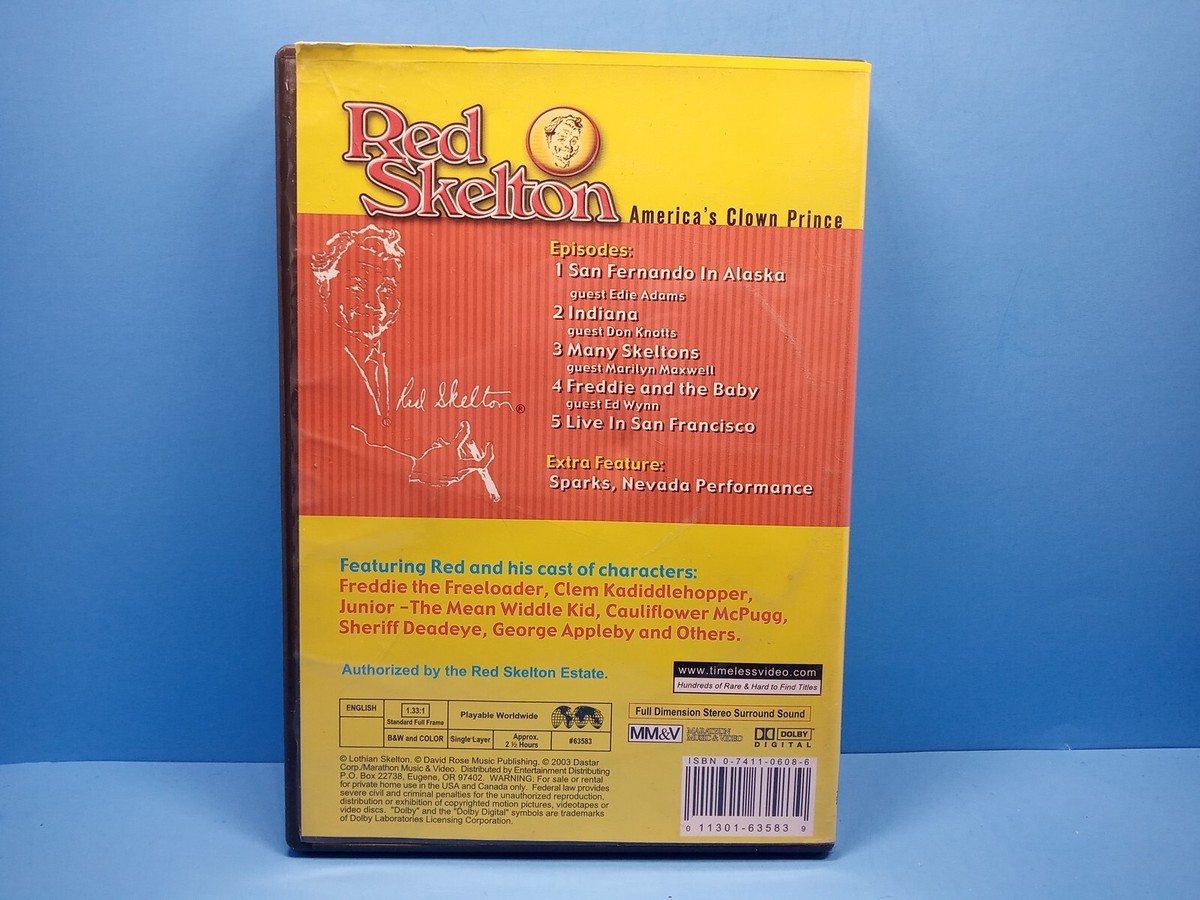 Red
Skelton
America's Clown Prince
Episodes:
1 San Fernando In Alaska
guest Edie Adams
2 Indiana
guest Don Knotts
3 Many Skeltons
guest Marilyn Maxwell
4 Freddie and the Baby
guest Ed Wynn
5 Live In San Francisco
Red Skelton®
Extra Feature:
Sparks, Nevada Performance
Featuring Red and his cast of characters:
Freddie the Freeloader, Clem Kadiddlehopper,
Junior –The Mean Widdle Kid, Cauliflower McPugg,
Sheriff Deadeye, George Appleby and Others.
Authorized by the Red Skelton Estate.
www.timelessvideo.com
Hundreds of Rare & Hard to Find Titles
ENGLISH
1.33:1
Standard Full Frame
Playable Worldwide
B&W and COLOR
Single-Layer
Approx.
2 ½ Hours
#63583
Full Dimension Stereo Surround Sound
MM&V
MARATHON
MUSIC & VIDEO
DOLBY
DIGITAL
© Lothian Skelton. © David Rose Music Publishing. © 2003 Dastar
Corp./Marathon Music & Video. Distributed by Entertainment Distributing
P.O. Box 22738, Eugene, OR 97402. WARNING: For sale or rental
for private home use in the USA and Canada only. Federal law provides
severe civil and criminal penalties for the unauthorized reproduction,
distribution or exhibition of copyrighted motion pictures, videotapes or
video discs. "Dolby" and the "Dolby Digital" symbols are trademarks
of Dolby Laboratories Licensing Corporation.
ISBN 0-7411-0608-6
0 11301-63583 9